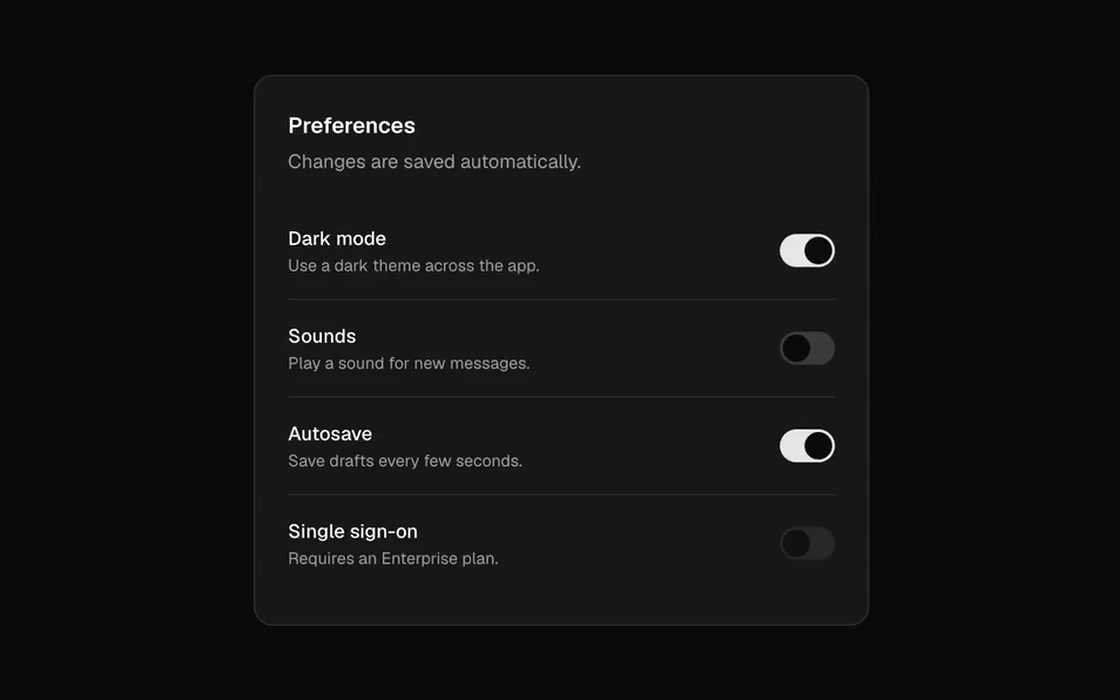 Preferences
Changes are saved automatically.
Dark mode
Use a dark theme across the app.
Sounds
Play a sound for new messages.
Autosave
Save drafts every few seconds.
Single sign-on
Requires an Enterprise plan.